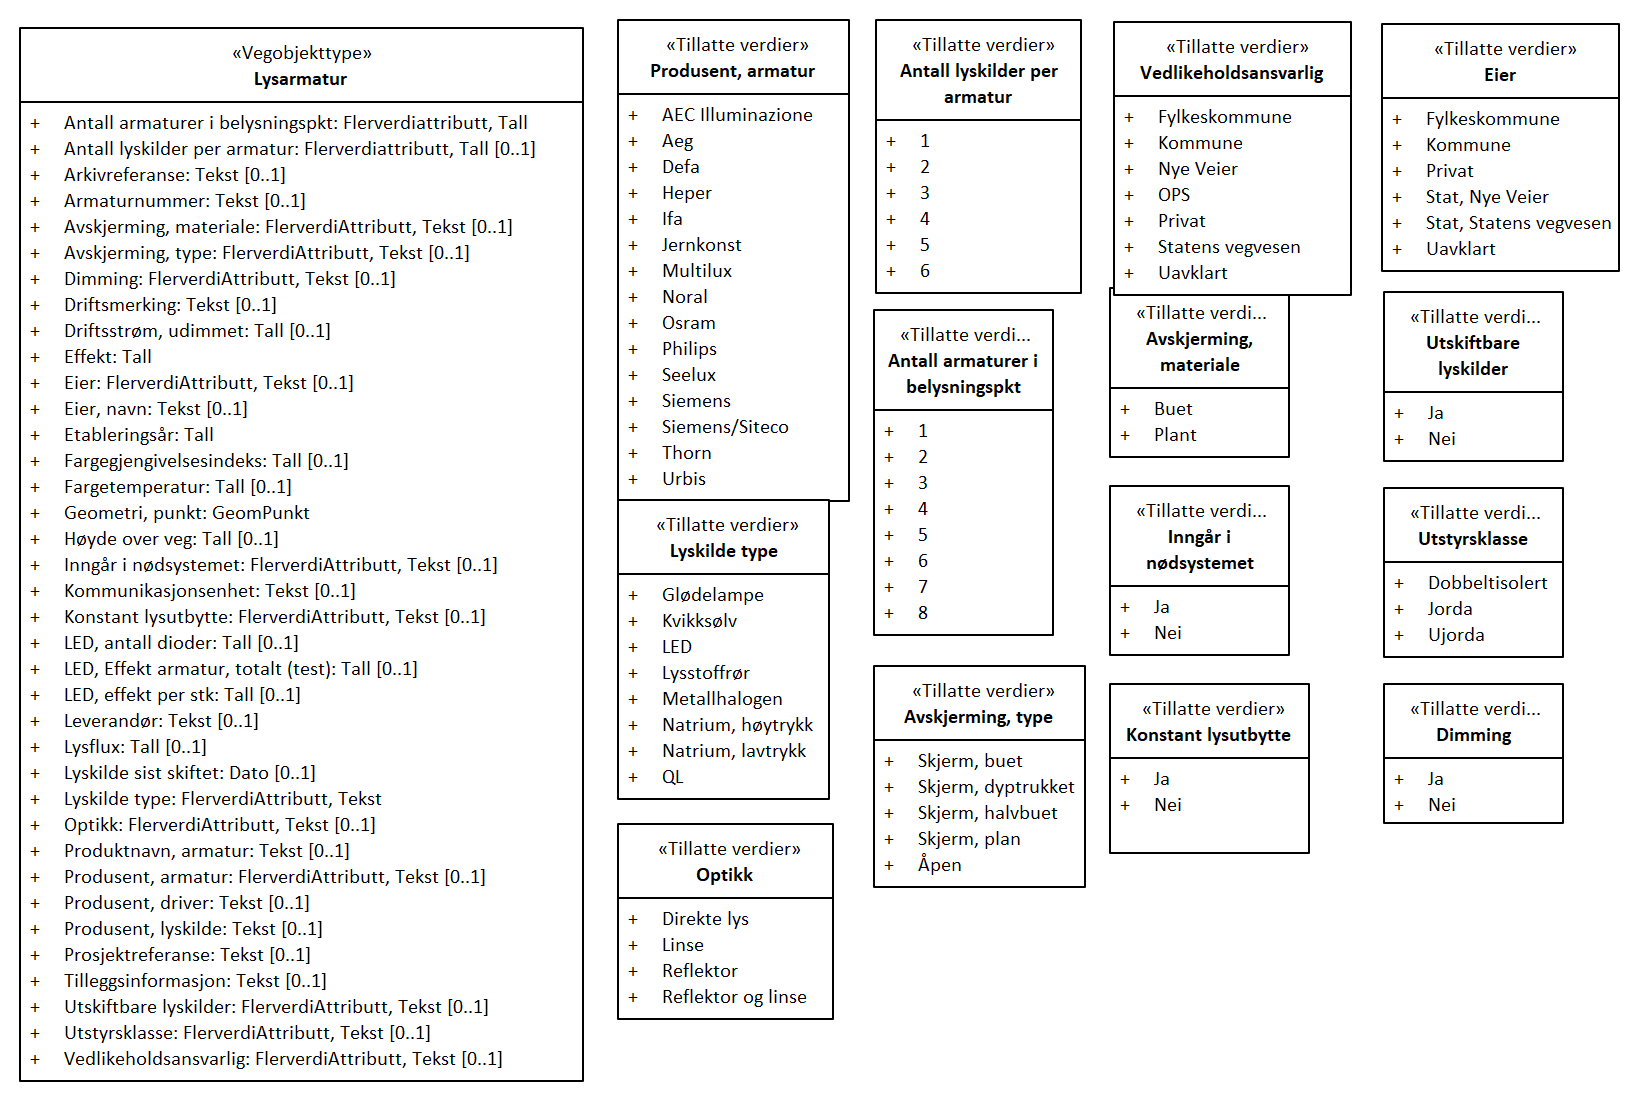 «Vegobjekttype»
Lysarmatur
+ Antall armaturer i belysningspkt: Flerverdiattributt, Tall
+ Antall lyskilder per armatur: Flerverdiattributt, Tall [0..1]
+ Arkivreferanse: Tekst [0..1]
+ Armaturnummer: Tekst [0..1]
+ Avskjerming, materiale: FlerverdiAttributt, Tekst [0..1]
+ Avskjerming, type: FlerverdiAttributt, Tekst [0..1]
+ Dimming: FlerverdiAttributt, Tekst [0..1]
+ Driftsmerking: Tekst [0..1]
+ Driftsstrøm, udimmet: Tall [0..1]
+ Effekt: Tall
+ Eier: FlerverdiAttributt, Tekst [0..1]
+ Eier, navn: Tekst [0..1]
+ Etableringsår: Tall
+ Fargegjengivelsesindeks: Tall [0..1]
+ Fargetemperatur: Tall [0..1]
+ Geometri, punkt: GeomPunkt
+ Høyde over veg: Tall [0..1]
+ Inngår i nødsystemet: FlerverdiAttributt, Tekst [0..1]
+ Kommunikasjonsenhet: Tekst [0..1]
+ Konstant lysutbytte: FlerverdiAttributt, Tekst [0..1]
+ LED, antall dioder: Tall [0..1]
+ LED, Effekt armatur, totalt (test): Tall [0..1]
+ LED, effekt per stk: Tall [0..1]
+ Leverandør: Tekst [0..1]
+ Lysflux: Tall [0..1]
+ Lyskilde sist skiftet: Dato [0..1]
+ Lyskilde type: FlerverdiAttributt, Tekst
+ Optikk: FlerverdiAttributt, Tekst [0..1]
+ Produktnavn, armatur: Tekst [0..1]
+ Produsent, armatur: FlerverdiAttributt, Tekst [0..1]
+ Produsent, driver: Tekst [0..1]
+ Produsent, lyskilde: Tekst [0..1]
+ Prosjektreferanse: Tekst [0..1]
+ Tilleggsinformasjon: Tekst [0..1]
+ Utskiftbare lyskilder: FlerverdiAttributt, Tekst [0..1]
+ Utstyrsklasse: FlerverdiAttributt, Tekst [0..1]
+ Vedlikeholdsansvarlig: FlerverdiAttributt, Tekst [0..1]
«Tillatte verdier»
Produsent, armatur
+ AEC Illuminazione
+ Aeg
+ Defa
+ Heper
+ Ifa
+ Jernkonst
+ Multilux
+ Noral
+ Osram
+ Philips
+ Seelux
+ Siemens
+ Siemens/Siteco
+ Thorn
+ Urbis
«Tillatte verdier»
Lyskilde type
+ Glødelampe
+ Kvikksølv
+ LED
+ Lysstoffrør
+ Metallhalogen
+ Natrium, høytrykk
+ Natrium, lavtrykk
+ QL
«Tillatte verdier»
Optikk
+ Direkte lys
+ Linse
+ Reflektor
+ Reflektor og linse
«Tillatte verdier»
Antall lyskilder per
armatur
+ 1
+ 2
+ 3
+ 4
+ 5
+ 6
«Tillatte verdi...
Antall armaturer i
belysningspkt
+ 1
+ 2
+ 3
+ 4
+ 5
+ 6
+ 7
+ 8
«Tillatte verdier»
Avskjerming, type
+ Skjerm, buet
+ Skjerm, dyptrukket
+ Skjerm, halvbuet
+ Skjerm, plan
+ Åpen
«Tillatte verdier»
Vedlikeholdsansvarlig
+ Fylkeskommune
+ Kommune
+ Nye Veier
+ OPS
+ Privat
+ Statens vegvesen
+ Uavklart
«Tillatte verdi...
Avskjerming,
materiale
+ Buet
+ Plant
«Tillatte verdi...
Inngår i
nødsystemet
+ Ja
+ Nei
«Tillatte verdier»
Konstant lysutbytte
+ Ja
+ Nei
«Tillatte verdier»
Eier
+ Fylkeskommune
+ Kommune
+ Privat
+ Stat, Nye Veier
+ Stat, Statens vegvesen
+ Uavklart
«Tillatte verdi...
Utskiftbare
lyskilder
+ Ja
+ Nei
«Tillatte verdi...
Utstyrsklasse
+ Dobbeltisolert
+ Jorda
+ Ujorda
«Tillatte verdi...
Dimming
+ Ja
+ Nei